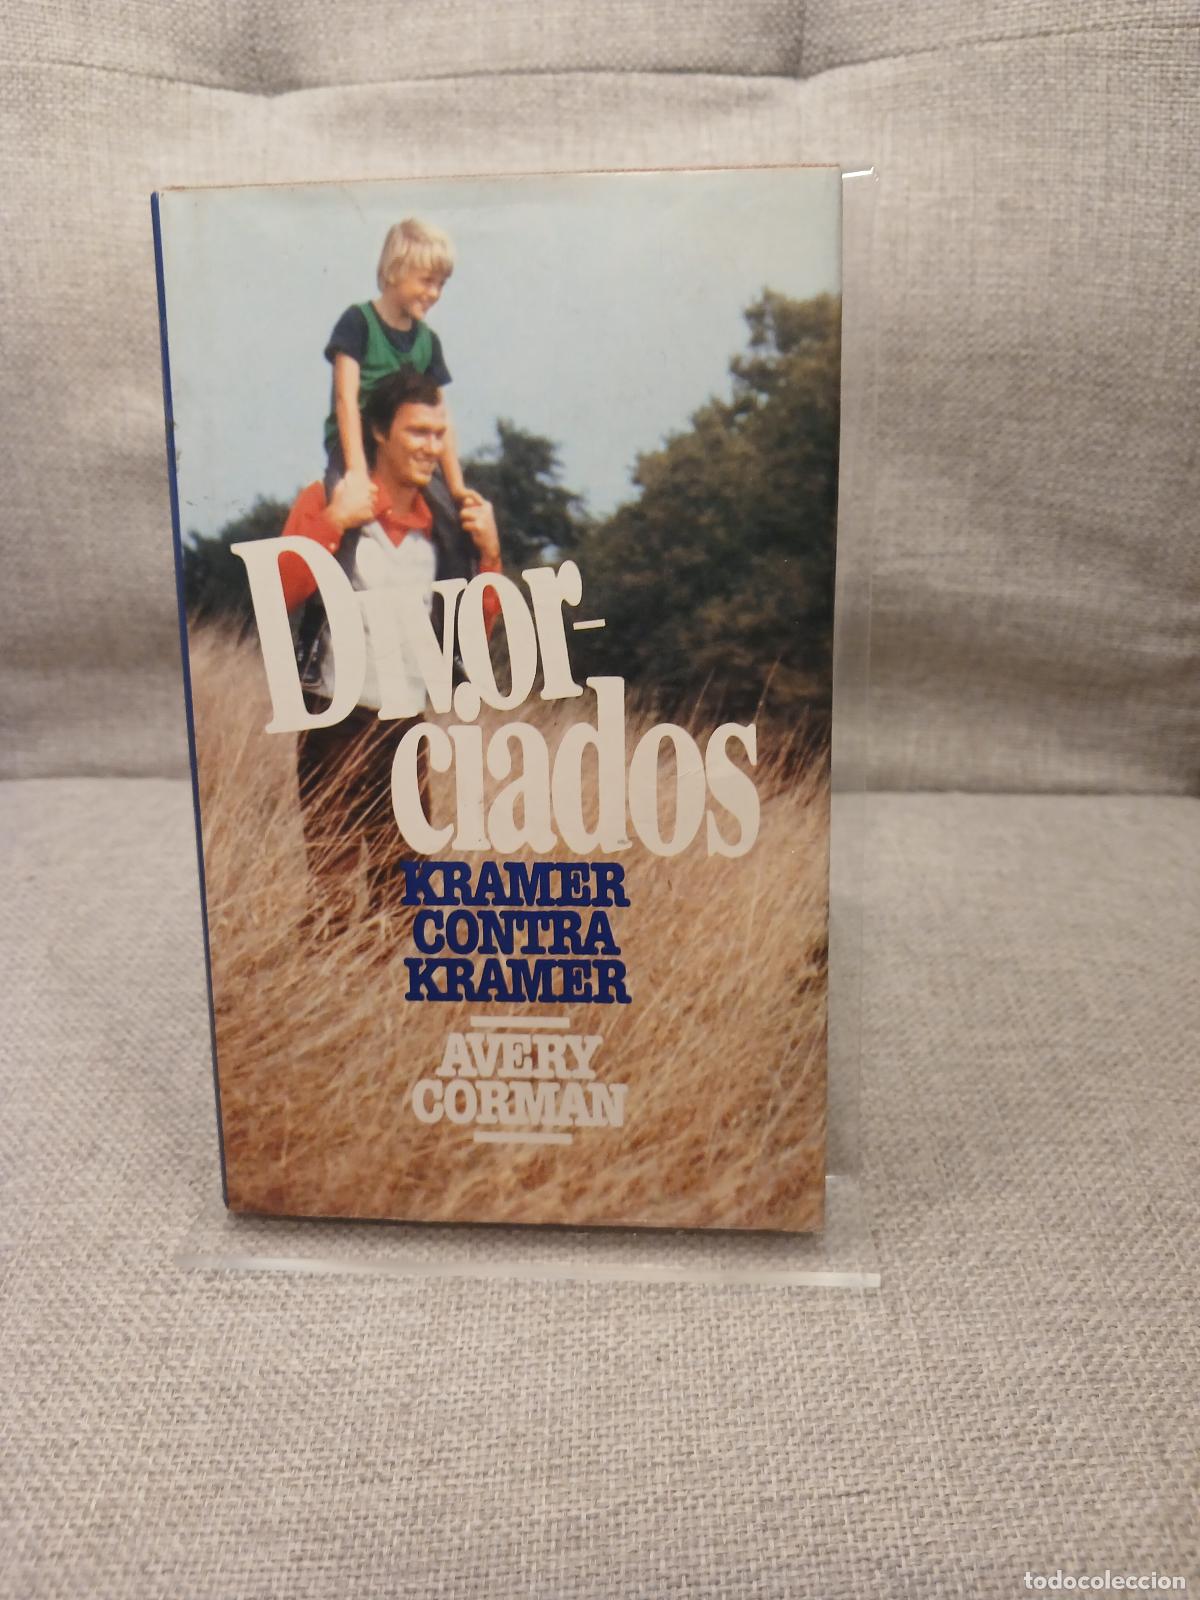 Divor-
ciados
KRAMER
CONTRA
KRAMER
AVERY
CORMAN
todocoleccion